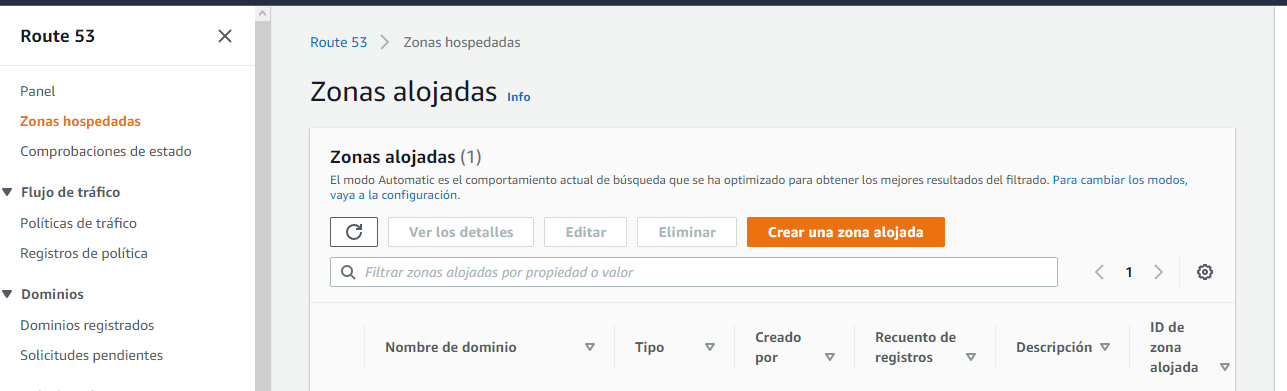 Route 53
Panel
Zonas hospedadas
Comprobaciones de estado
Flujo de tráfico
Políticas de tráfico
Registros de política
Dominios
Dominios registrados
Solicitudes pendientes
Route 53 > Zonas hospedadas
Zonas alojadas Info
Zonas alojadas (1)
El modo Automatic es el comportamiento actual de búsqueda que se ha optimizado para obtener los mejores resultados del filtrado. Para cambiar los modos,
vaya a la configuración.
Ver los detalles Editar Eliminar Crear una zona alojada
Filtrar zonas alojadas por propiedad o valor 1
Nombre de dominio Tipo Creado por Recuento de registros Descripción ID de zona alojada